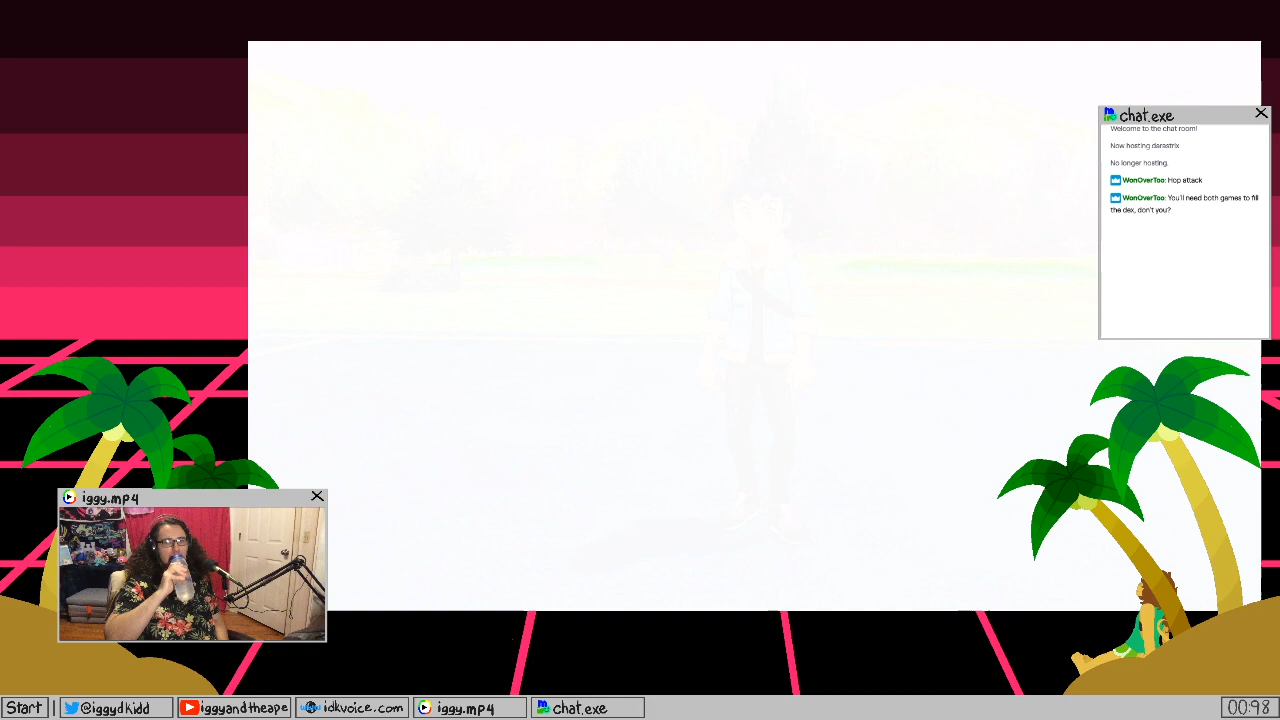 chat.exe
Welcome to the chat room!
Now hosting darastrix
No longer hosting.
WonOverToo: Hop attack
WonOverToo: You'll need both games to fill
the dex, don't you?
iggy.mp4
Start | @iggydkidd iggyandtheape idkvoice.com iggy.mp4 chat.exe 00:98